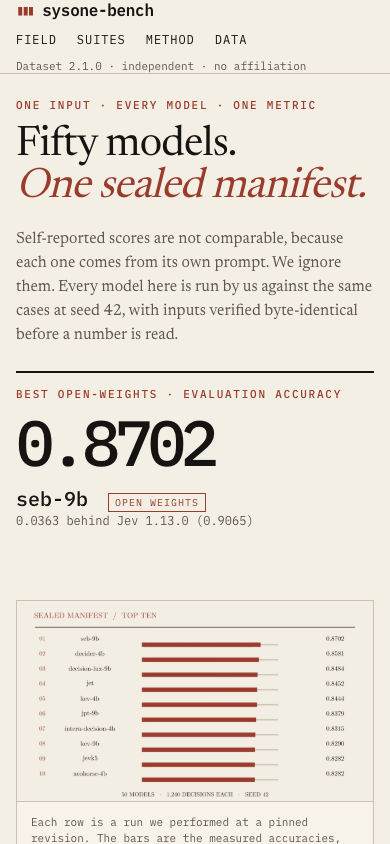 sysone-bench
FIELD SUITES METHOD DATA
Dataset 2.1.0 · independent · no affiliation
ONE INPUT · EVERY MODEL · ONE METRIC
Fifty models.
One sealed manifest.
Self-reported scores are not comparable, because
each one comes from its own prompt. We ignore
them. Every model here is run by us against the same
cases at seed 42, with inputs verified byte-identical
before a number is read.
BEST OPEN-WEIGHTS · EVALUATION ACCURACY
0.8702
seb-9b OPEN WEIGHTS
0.0363 behind Jev 1.13.0 (0.9065)
SEALED MANIFEST / TOP TEN
01 seb-9b 0.8702
02 decider-4b 0.8581
03 decision-lux-9b 0.8484
04 jet 0.8452
05 kev-4b 0.8444
06 jpt-9b 0.8379
07 intern-decision-4b 0.8315
08 kev-9b 0.8290
09 jevk5 0.8282
10 neohorse-4b 0.8282
50 MODELS · 1,240 DECISIONS EACH · SEED 42
Each row is a run we performed at a pinned
revision. The bars are the measured accuracies,